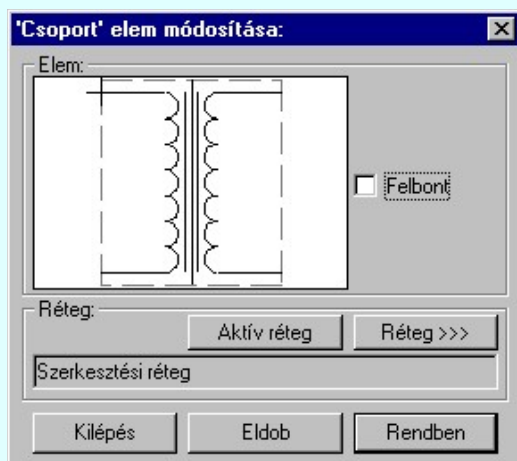 'Csoport' elem módosítása:
Elem:
Felbont
Réteg:
Aktív réteg
Réteg >>>
Szerkesztési réteg
Kilépés
Eldob
Rendben